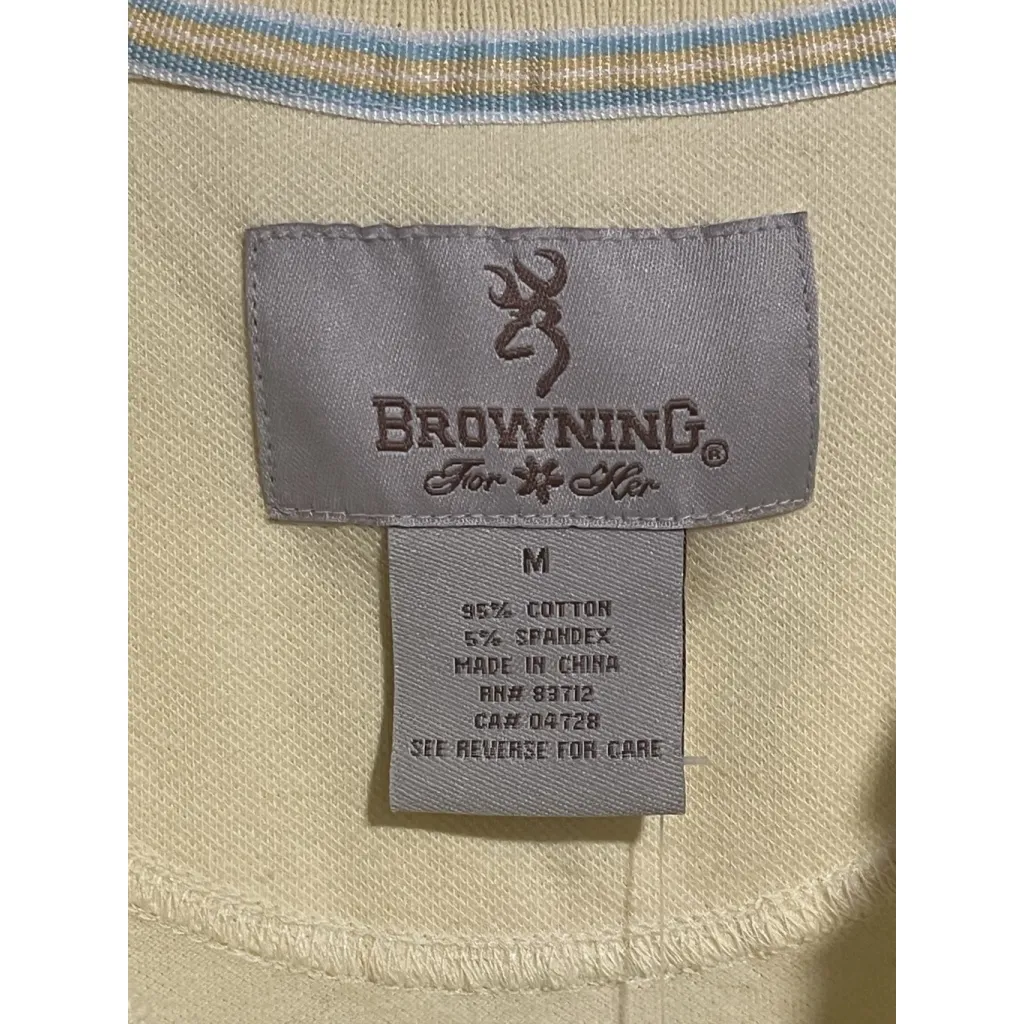 BROWNING®
For Her
M
95% COTTON
5% SPANDEX
MADE IN CHINA
RN# 83712
CA# 04728
SEE REVERSE FOR CARE